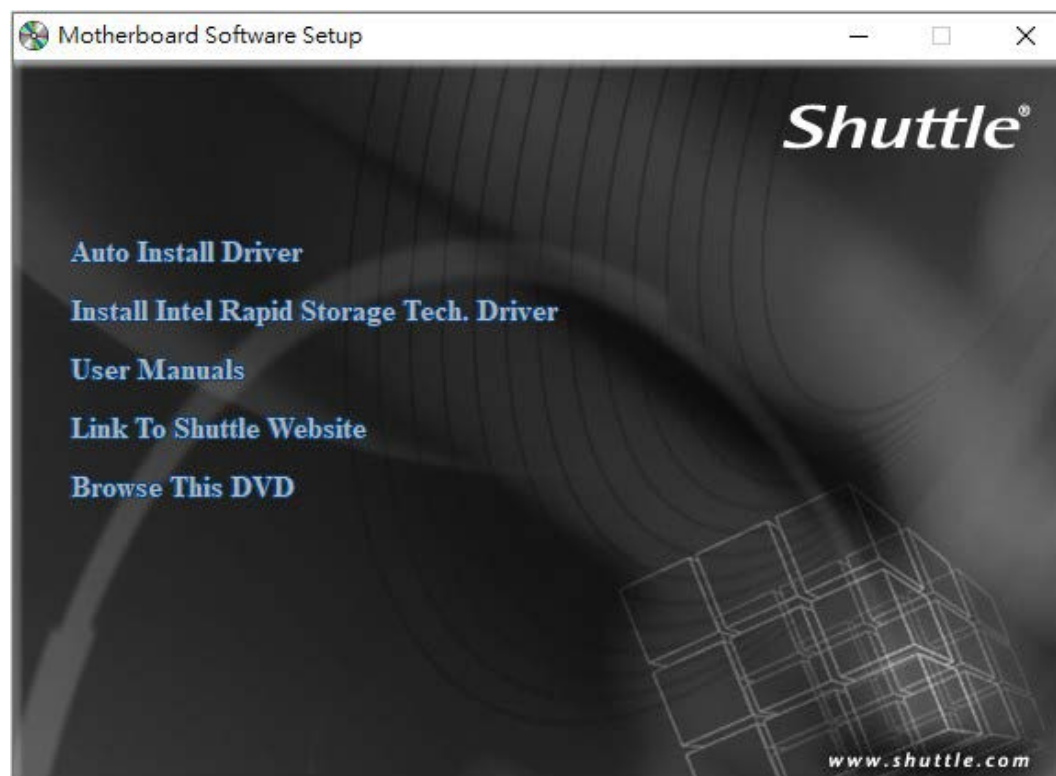 Motherboard Software Setup
Shuttle®
Auto Install Driver
Install Intel Rapid Storage Tech. Driver
User Manuals
Link To Shuttle Website
Browse This DVD
www.shuttle.com